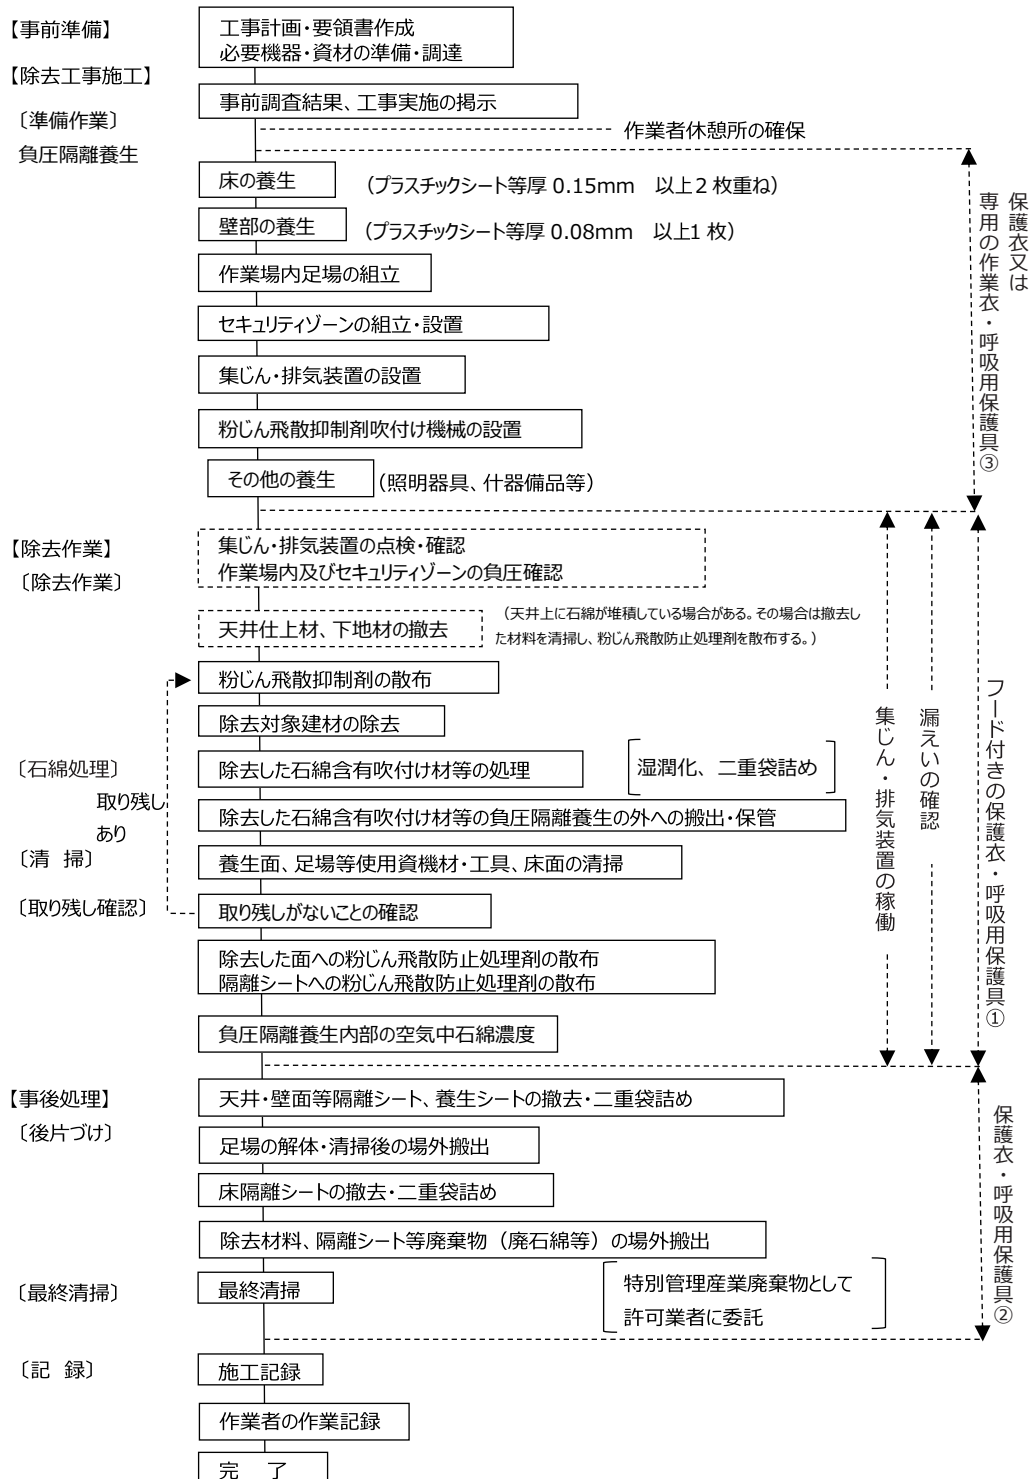 【事前準備】
工事計画・要領書作成
必要機器・資材の準備・調達
【除去工事施工】
事前調査結果、工事実施の掲示
〔準備作業〕
作業者休憩所の確保
負圧隔離養生
床の養生
（プラスチックシート等厚 0.15mm　以上2 枚重ね）
壁部の養生
（プラスチックシート等厚 0.08mm　以上1 枚）
作業場内足場の組立
セキュリティゾーンの組立・設置
集じん・排気装置の設置
粉じん飛散抑制剤吹付け機械の設置
その他の養生
（照明器具、什器備品等）
保護衣又は
専用の作業衣・呼吸用保護具③
【除去作業】
〔除去作業〕
集じん・排気装置の点検・確認
作業場内及びセキュリティゾーンの負圧確認
天井仕上材、下地材の撤去
（天井上に石綿が堆積している場合がある。その場合は撤去し
た材料を清掃し、粉じん飛散防止処理剤を散布する。）
粉じん飛散抑制剤の散布
除去対象建材の除去
〔石綿処理〕
除去した石綿含有吹付け材等の処理
湿潤化、二重袋詰め
取り残し
あり
除去した石綿含有吹付け材等の負圧隔離養生の外への搬出・保管
〔清　掃〕
養生面、足場等使用資機材・工具、床面の清掃
〔取り残し確認〕
取り残しがないことの確認
除去した面への粉じん飛散防止処理剤の散布
隔離シートへの粉じん飛散防止処理剤の散布
負圧隔離養生内部の空気中石綿濃度
集じん・排気装置の稼働
漏えいの確認
フード付きの保護衣・呼吸用保護具①
【事後処理】
〔後片づけ〕
天井・壁面等隔離シート、養生シートの撤去・二重袋詰め
足場の解体・清掃後の場外搬出
床隔離シートの撤去・二重袋詰め
除去材料、隔離シート等廃棄物（廃石綿等）の場外搬出
〔最終清掃〕
最終清掃
特別管理産業廃棄物として
許可業者に委託
保護衣・呼吸用保護具②
〔記　録〕
施工記録
作業者の作業記録
完　了